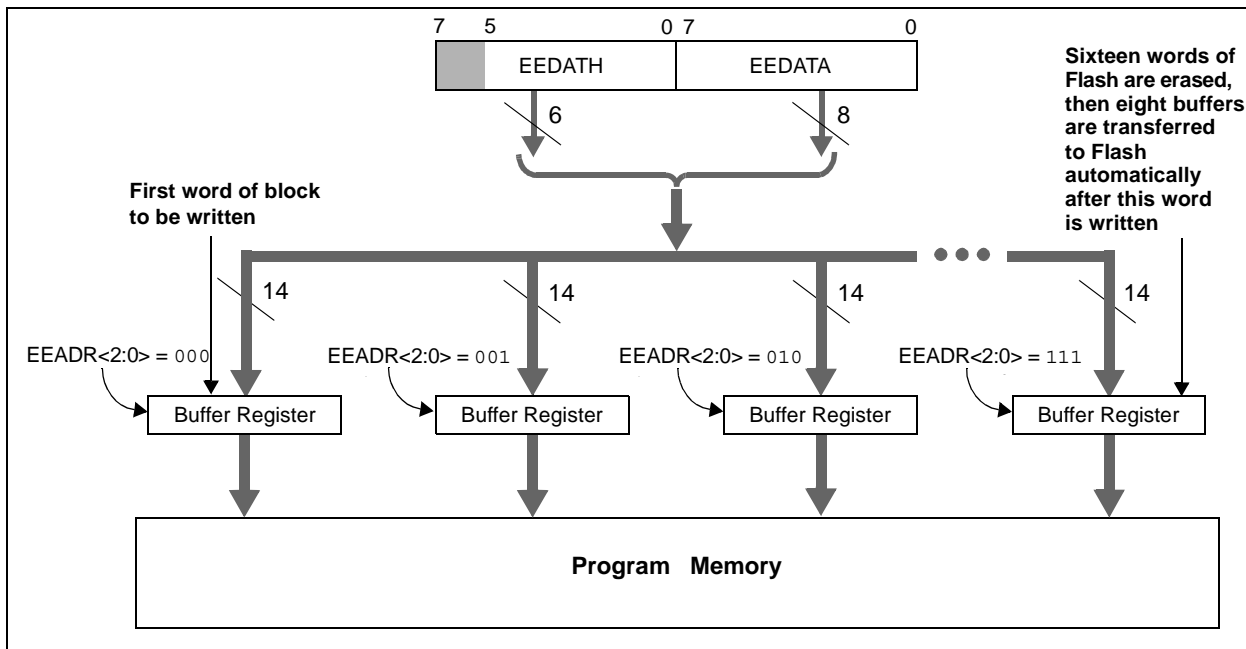 7 5 0 7 0
EEDATH EEDATA
6 8
Sixteen words of
Flash are erased,
then eight buffers
are transferred
to Flash
automatically
after this word
is written
First word of block
to be written
14 14 14 14
EEADR<2:0> = 000 EEADR<2:0> = 001 EEADR<2:0> = 010 EEADR<2:0> = 111
Buffer Register Buffer Register Buffer Register Buffer Register
Program Memory